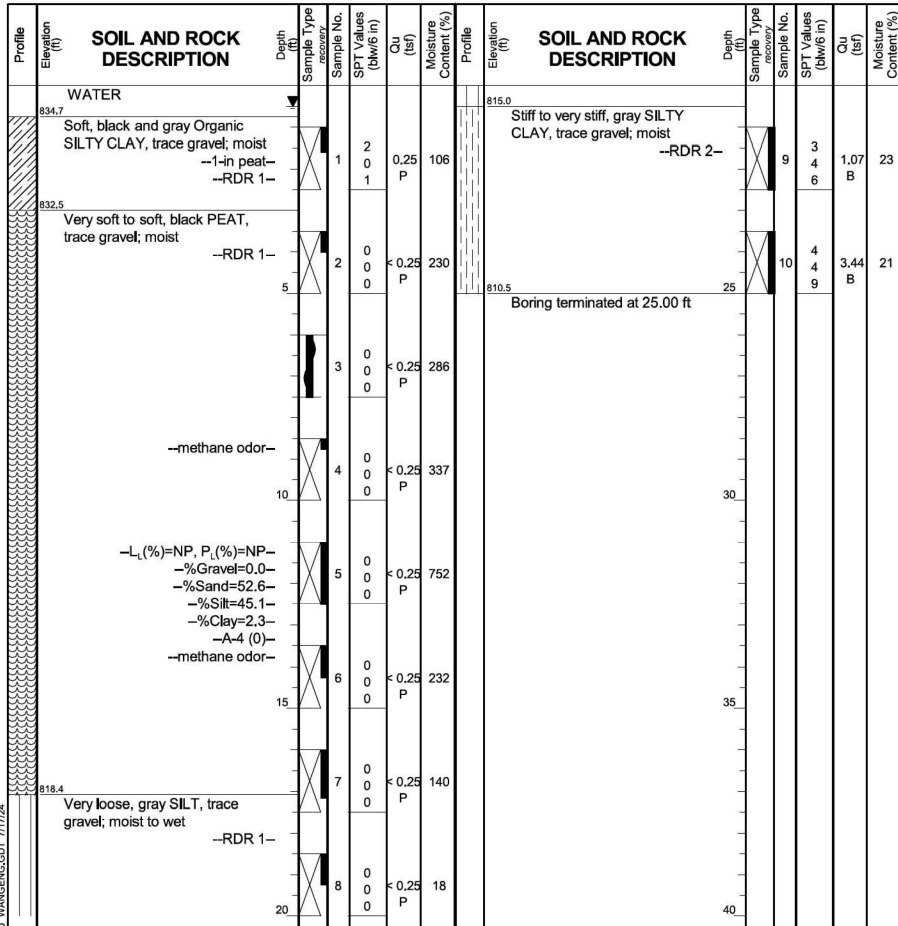 Profile
Elevation
(ft)
SOIL AND ROCK
DESCRIPTION
Depth
(ft)
Sample Type
recovery
Sample No.
SPT Values
(blw/6 in)
Qu
(tsf)
Moisture
Content (%)
WATER
834.7
Soft, black and gray Organic
SILTY CLAY, trace gravel; moist
--1-in peat--
--RDR 1--
1
2
0
1
0.25
P
106
832.5
Very soft to soft, black PEAT,
trace gravel; moist
--RDR 1--
2
0
0
0
< 0.25
P
230
5
3
0
0
0
< 0.25
P
286
--methane odor--
4
0
0
0
< 0.25
P
337
10
--LL(%)=NP, PL(%)=NP--
--%Gravel=0.0--
--%Sand=52.6--
--%Silt=45.1--
--%Clay=2.3--
--A-4 (0)--
5
0
0
0
< 0.25
P
752
--methane odor--
6
0
0
0
< 0.25
P
232
15
7
0
0
0
< 0.25
P
140
818.4
Very loose, gray SILT, trace
gravel; moist to wet
--RDR 1--
8
0
0
0
< 0.25
P
18
20
WANGENG.GDT 7/17/24
Profile
Elevation
(ft)
SOIL AND ROCK
DESCRIPTION
Depth
(ft)
Sample Type
recovery
Sample No.
SPT Values
(blw/6 in)
Qu
(tsf)
Moisture
Content (%)
815.0
Stiff to very stiff, gray SILTY
CLAY, trace gravel; moist
--RDR 2--
9
3
4
6
1.07
B
23
10
4
4
9
3.44
B
21
810.5
25
Boring terminated at 25.00 ft
30
35
40